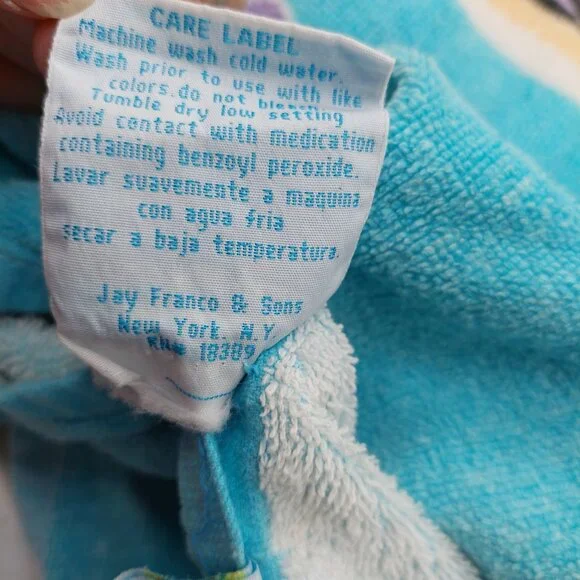 CARE LABEL
Machine wash cold water.
Wash prior to use with like
colors. do not bleach
Tumble dry low setting
Avoid contact with medication
containing benzoyl peroxide.
Lavar suavemente a maquina
con agua fria
secar a baja temperatura.
Jay Franco & Sons
New York. N.Y
RN# 18309